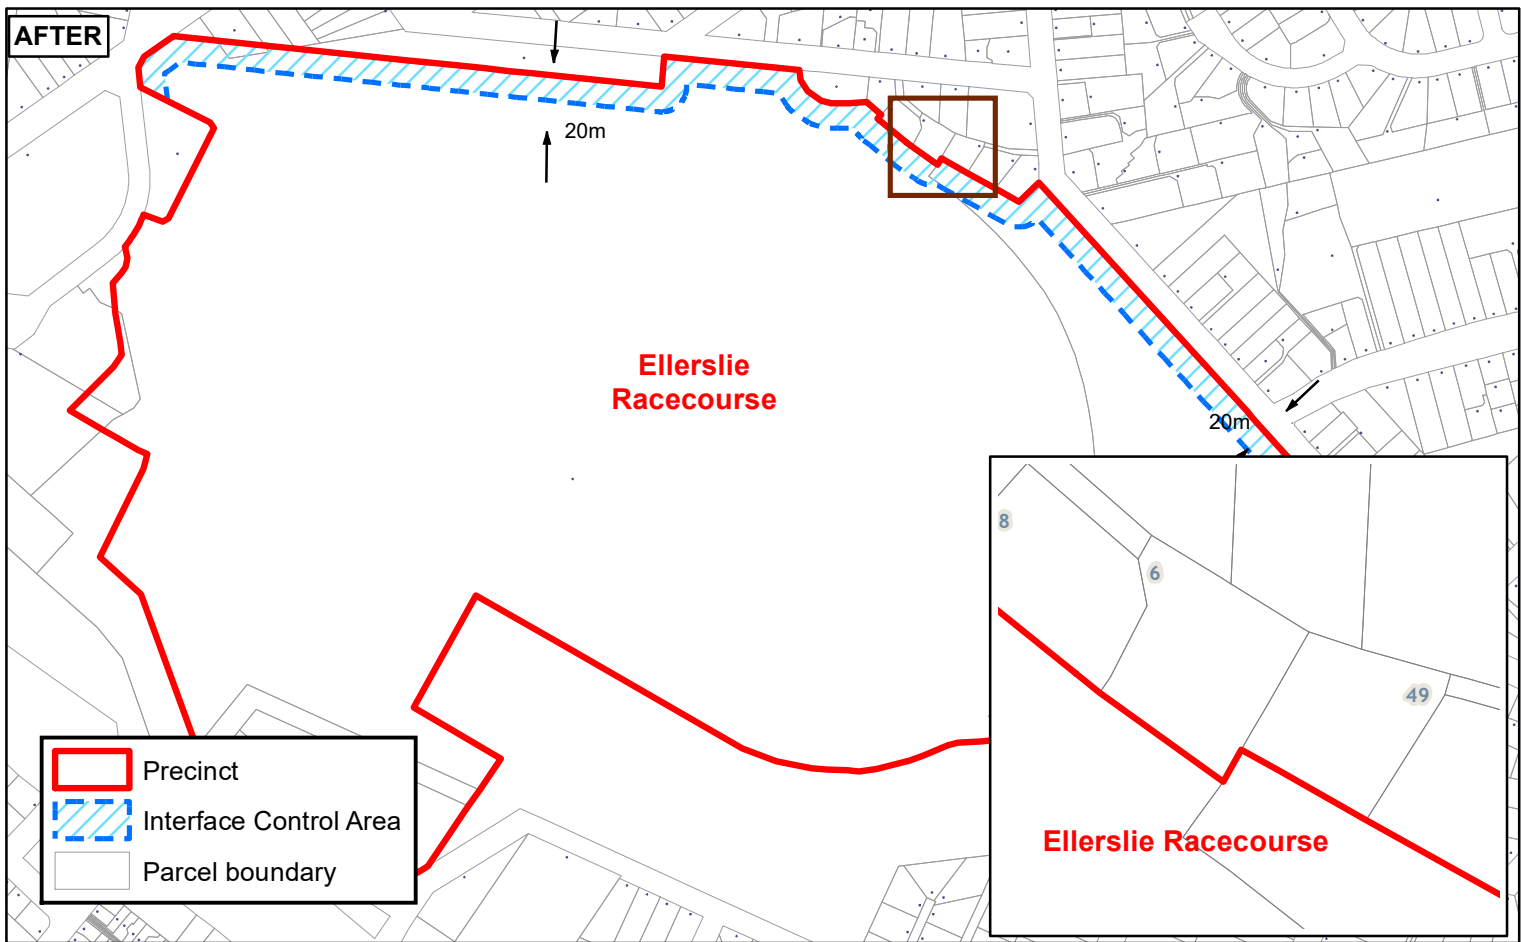 AFTER
20m
Ellerslie
Racecourse
20m
8
6
49
Ellerslie Racecourse
Precinct
Interface Control Area
Parcel boundary